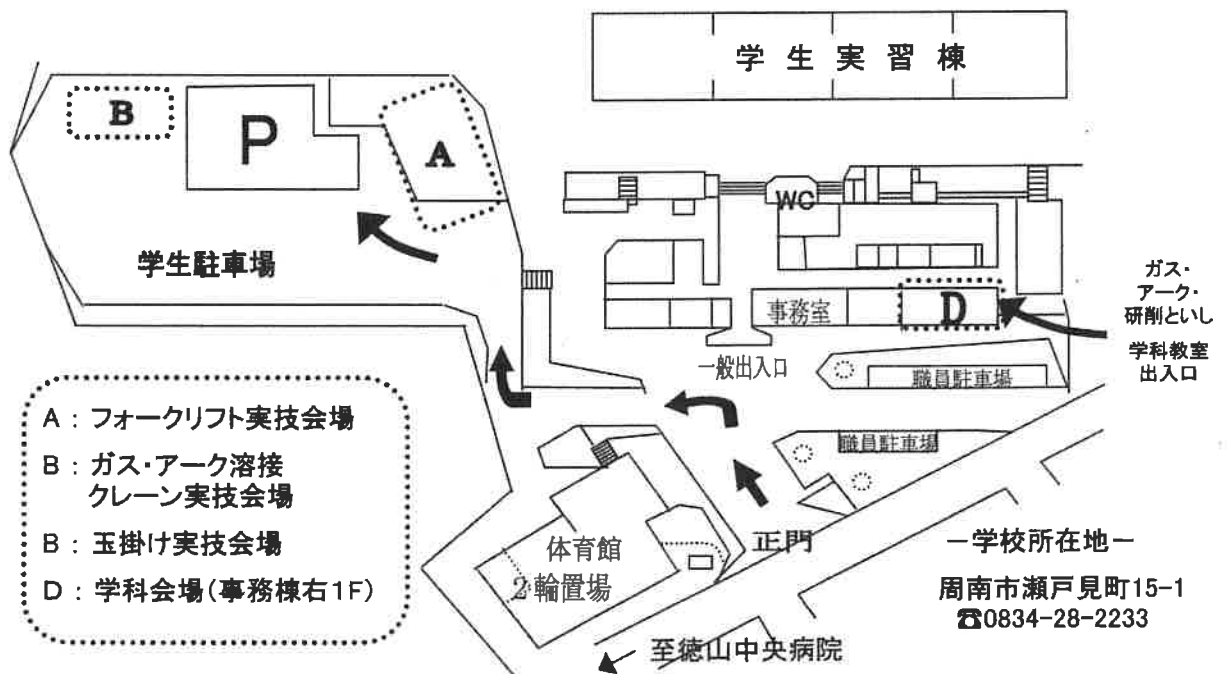 学生実習棟
B
P
A
WC
学生駐車場
事務室
D
ガス・
アーク・
研削といし
学科教室
出入口
一般出入口
職員駐車場
職員駐車場
A：フォークリフト実技会場
B：ガス・アーク溶接
クレーン実技会場
B：玉掛け実技会場
D：学科会場(事務棟右1F)
体育館
2輪置場
正門
－学校所在地－
周南市瀬戸見町15-1
☎0834-28-2233
至徳山中央病院